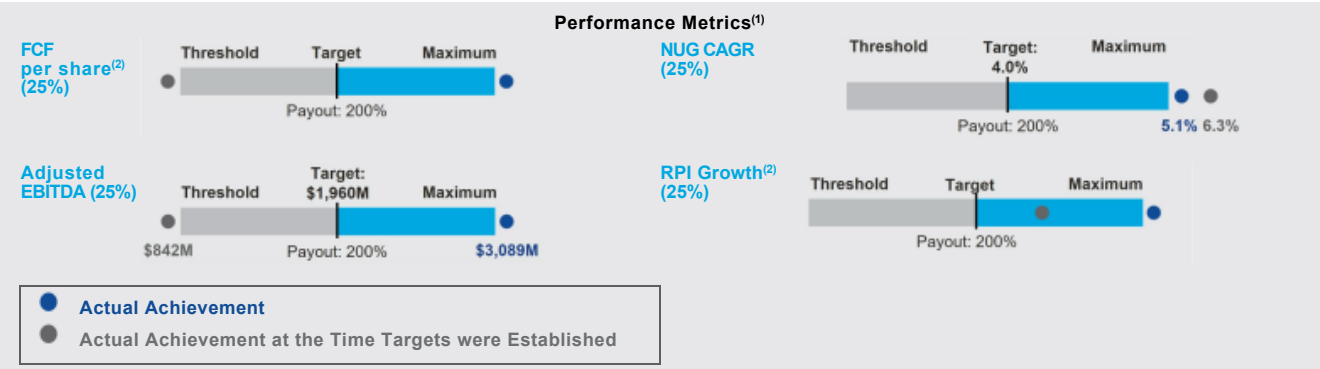 Performance Metrics(1)
FCF
per share(2)
(25%)
Threshold Target Maximum
Payout: 200%
NUG CAGR
(25%)
Threshold Target: Maximum
4.0%
Payout: 200% 5.1% 6.3%
Adjusted
EBITDA (25%)
Target:
Threshold $1,960M Maximum
$842M Payout: 200% $3,089M
RPI Growth(2)
(25%)
Threshold Target Maximum
Payout: 200%
Actual Achievement
Actual Achievement at the Time Targets were Established